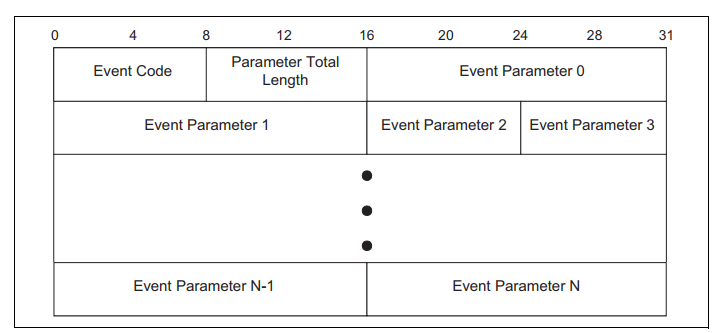 0 4 8 12 16 20 24 28 31
Event Code
Parameter Total
Length
Event Parameter 0
Event Parameter 1
Event Parameter 2
Event Parameter 3
Event Parameter N-1
Event Parameter N